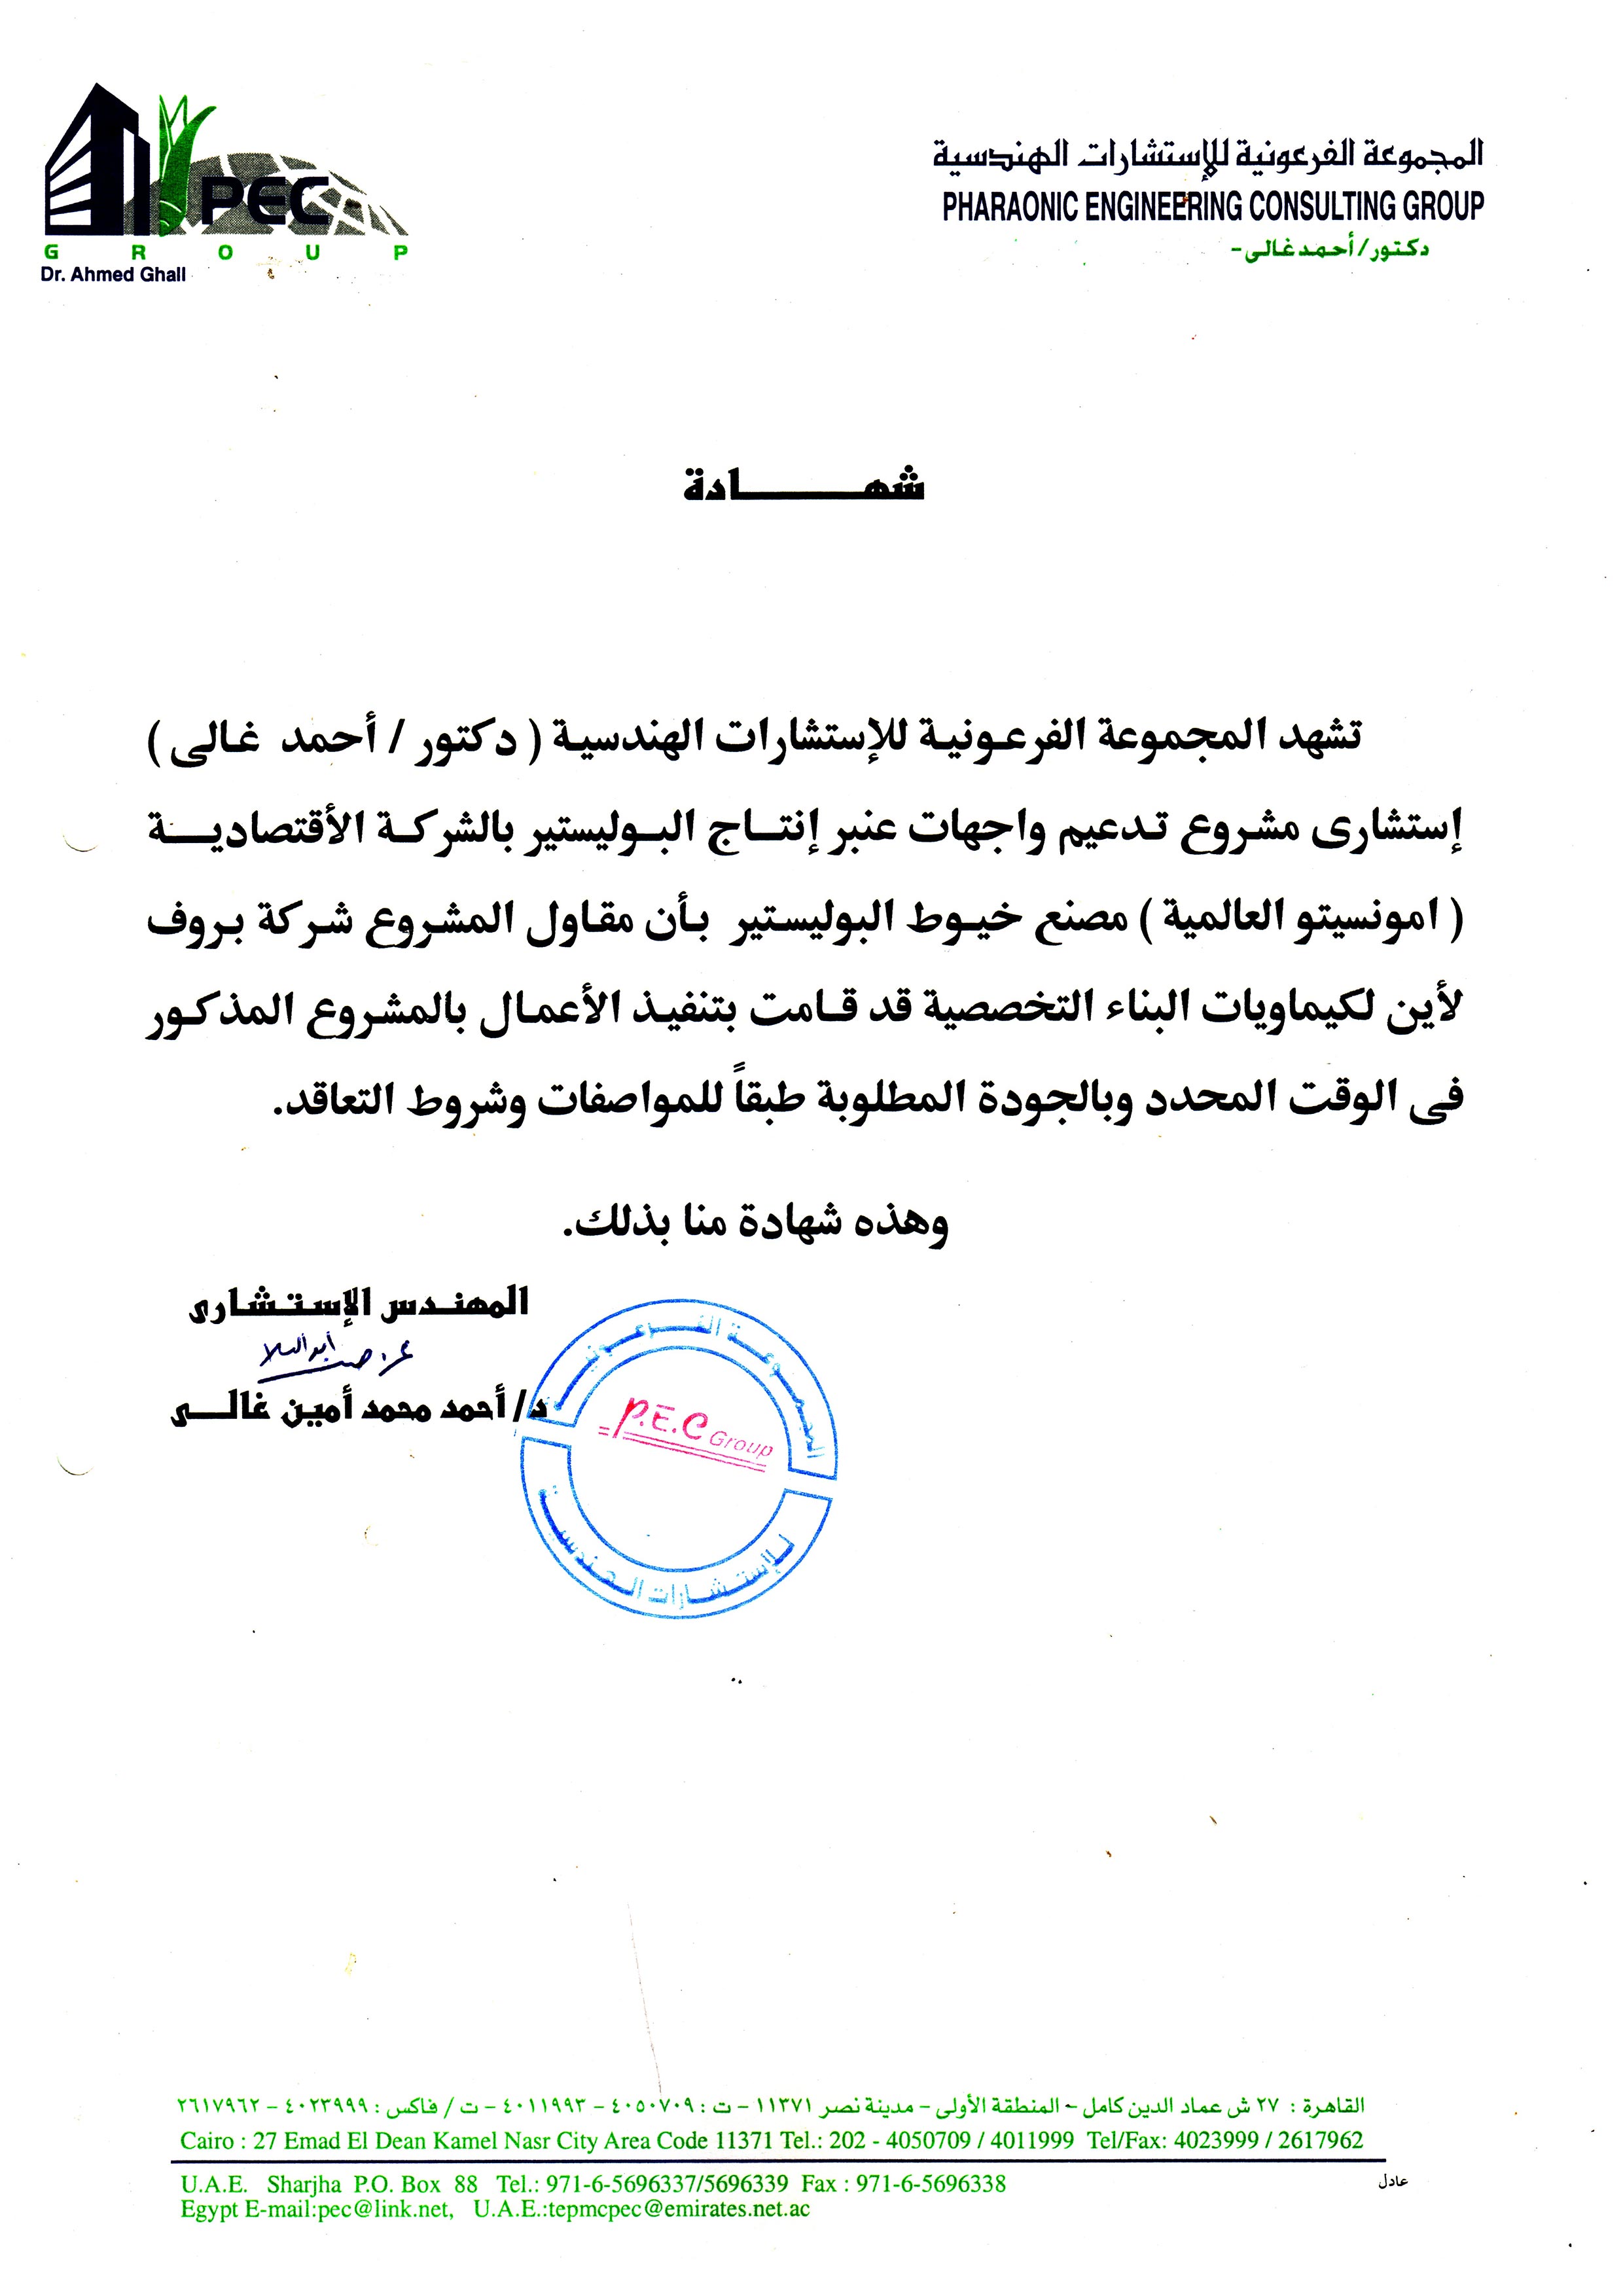 PEC
GROUP
Dr. Ahmed Ghali
المجموعة الفرعونية للإستشارات الهندسية
PHARAONIC ENGINEERING CONSULTING GROUP
دكتور/أحمد غالى-
شهـــــــادة
تشهد المجموعة الفرعونية للإستشارات الهندسية ( دكتور / أحمد غالى )
إستشارى مشروع تدعيم واجهات عنبر إنتاج البوليستير بالشركة الأقتصادية
( امونسيتو العالمية ) مصنع خيوط البوليستير بأن مقاول المشروع شركة بروف
لأين لكيماويات البناء التخصصية قد قامت بتنفيذ الأعمال بالمشروع المذكور
فى الوقت المحدد وبالجودة المطلوبة طبقاً للمواصفات وشروط التعاقد.
وهذه شهادة منا بذلك.
المهندس الإستشارى
د/ أحمد محمد أمين غالى
المجموعة الفرعونية
P.E.C Group
للإستشارات الهندسية
القاهرة : ٢٧ ش عماد الدين كامل - المنطقة الأولى - مدينة نصر ١١٣٧١ - ت : ٤٠٥٠٧٠٩ - ٤٠١١٩٩٣ - ت / فاكس : ٤٠٢٣٩٩٩ - ٢٦١٧٩٦٢
Cairo : 27 Emad El Dean Kamel Nasr City Area Code 11371 Tel.: 202 - 4050709 / 4011999 Tel/Fax: 4023999 / 2617962
U.A.E. Sharjha P.O. Box 88 Tel.: 971-6-5696337/5696339 Fax : 971-6-5696338
عادل
Egypt E-mail:pec@link.net, U.A.E.:tepmcpec@emirates.net.ac